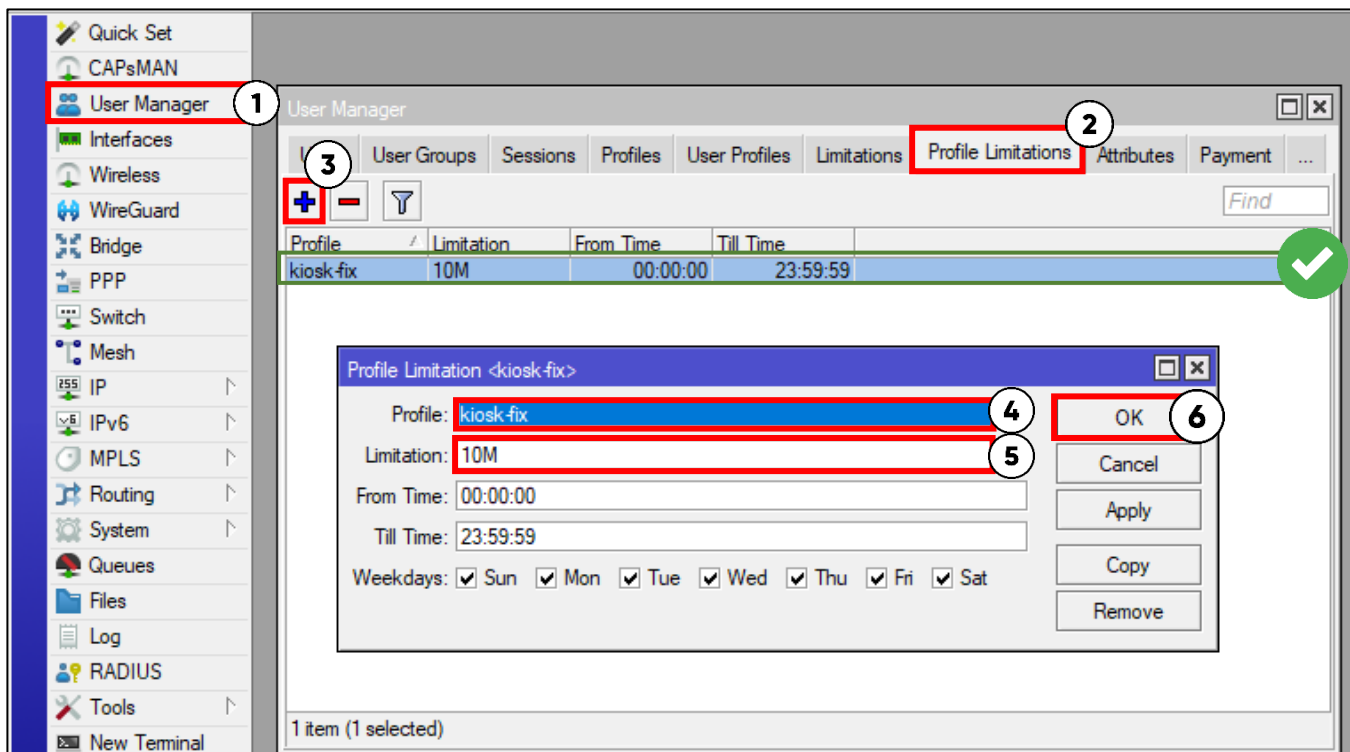 Quick Set
CAPsMAN
User Manager
1
Interfaces
Wireless
WireGuard
Bridge
PPP
Switch
Mesh
255 IP
v6 IPv6
MPLS
Routing
System
Queues
Files
Log
RADIUS
Tools
New Terminal
User Manager
2
3
User Groups Sessions Profiles User Profiles Limitations Profile Limitations Attributes Payment ...
Find
Profile Limitation From Time Till Time
kiosk-fix 10M 00:00:00 23:59:59
Profile Limitation <kiosk-fix>
Profile: kiosk-fix 4
Limitation: 10M 5
From Time: 00:00:00
Till Time: 23:59:59
Weekdays: Sun Mon Tue Wed Thu Fri Sat
OK 6
Cancel
Apply
Copy
Remove
1 item (1 selected)